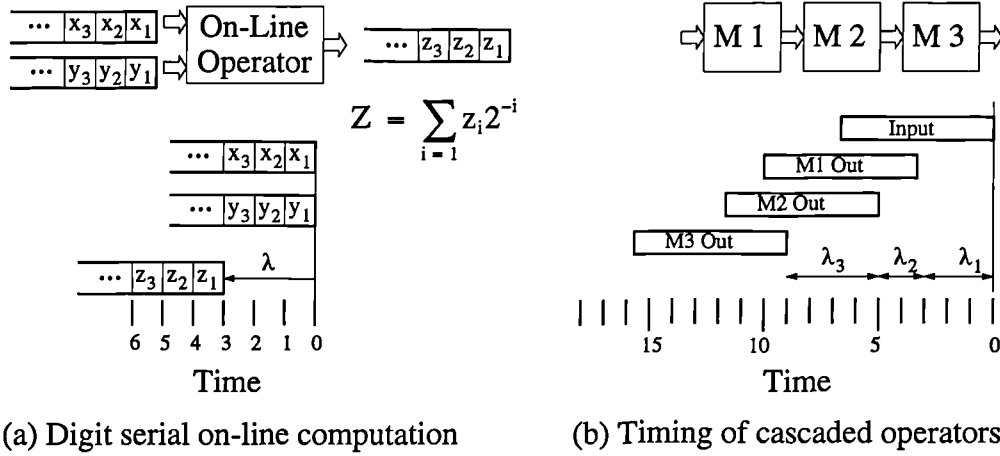 ··· x₃ x₂ x₁
··· y₃ y₂ y₁
On-Line
Operator
··· z₃ z₂ z₁
Z = ∑ zᵢ2⁻ⁱ
i = 1
··· x₃ x₂ x₁
··· y₃ y₂ y₁
··· z₃ z₂ z₁
λ
6 5 4 3 2 1 0
Time
(a) Digit serial on-line computation
M 1 M 2 M 3
Input
M1 Out
M2 Out
M3 Out
λ₃ λ₂ λ₁
15 10 5 0
Time
(b) Timing of cascaded operators